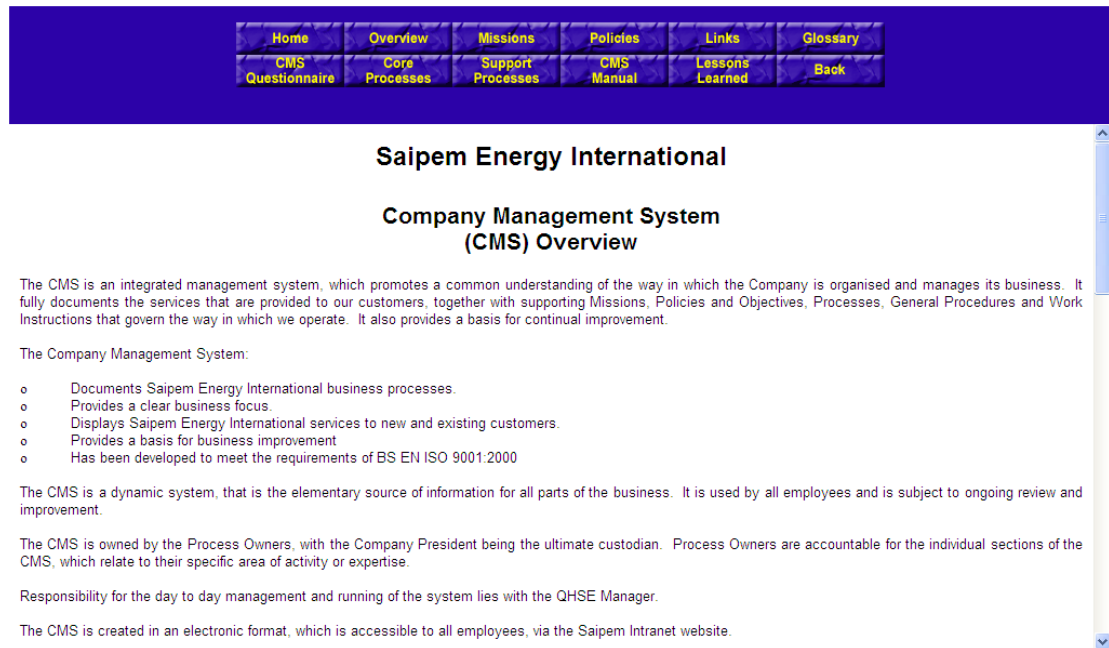 Home Overview Missions Policies Links Glossary
CMS Questionnaire Core Processes Support Processes CMS Manual Lessons Learned Back
Saipem Energy International
Company Management System
(CMS) Overview
The CMS is an integrated management system, which promotes a common understanding of the way in which the Company is organised and manages its business. It
fully documents the services that are provided to our customers, together with supporting Missions, Policies and Objectives, Processes, General Procedures and Work
Instructions that govern the way in which we operate. It also provides a basis for continual improvement.
The Company Management System:
o Documents Saipem Energy International business processes.
o Provides a clear business focus.
o Displays Saipem Energy International services to new and existing customers.
o Provides a basis for business improvement
o Has been developed to meet the requirements of BS EN ISO 9001:2000
The CMS is a dynamic system, that is the elementary source of information for all parts of the business. It is used by all employees and is subject to ongoing review and
improvement.
The CMS is owned by the Process Owners, with the Company President being the ultimate custodian. Process Owners are accountable for the individual sections of the
CMS, which relate to their specific area of activity or expertise.
Responsibility for the day to day management and running of the system lies with the QHSE Manager.
The CMS is created in an electronic format, which is accessible to all employees, via the Saipem Intranet website.